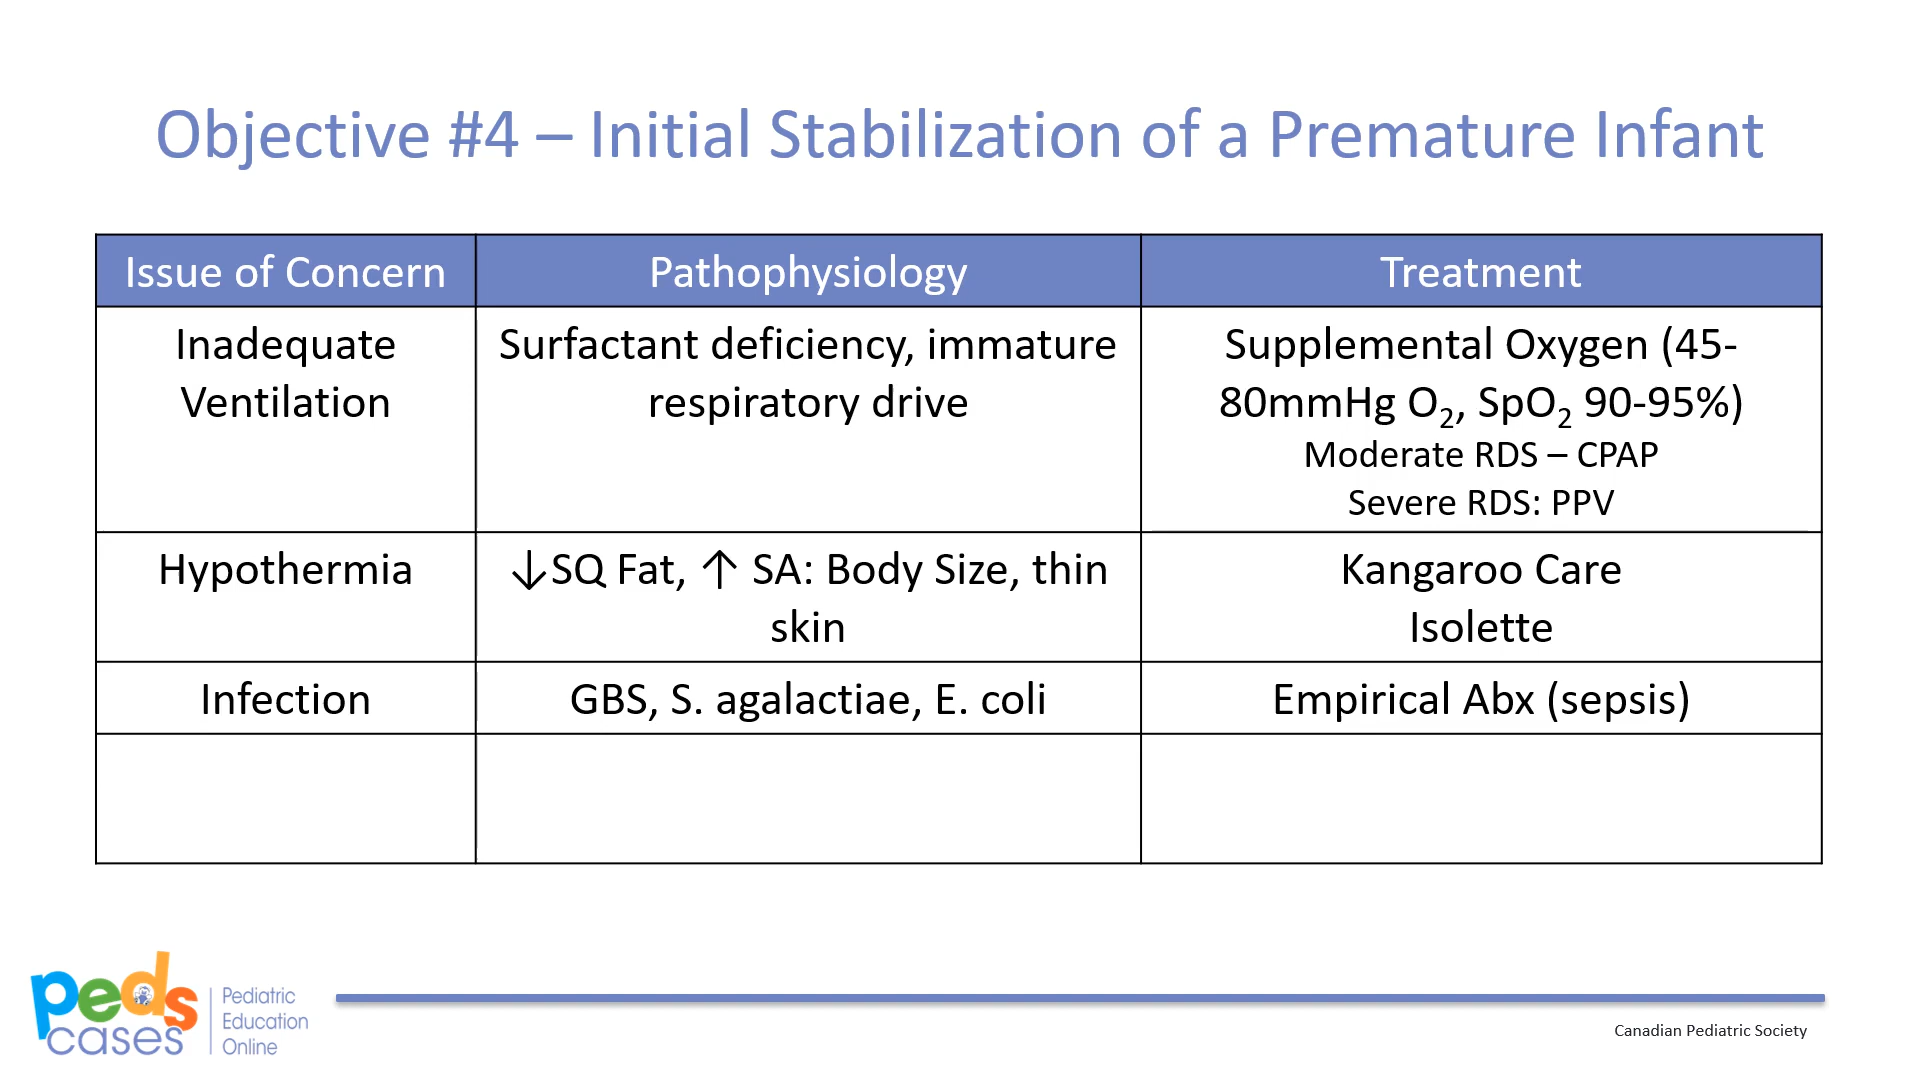 Objective #4 – Initial Stabilization of a Premature Infant
Issue of Concern
Pathophysiology
Treatment
Inadequate
Ventilation
Surfactant deficiency, immature
respiratory drive
Supplemental Oxygen (45-
80mmHg O₂, SpO₂ 90-95%)
Moderate RDS – CPAP
Severe RDS: PPV
Hypothermia
↓SQ Fat, ↑ SA: Body Size, thin
skin
Kangaroo Care
Isolette
Infection
GBS, S. agalactiae, E. coli
Empirical Abx (sepsis)
peds
cases
Pediatric
Education
Online
Canadian Pediatric Society